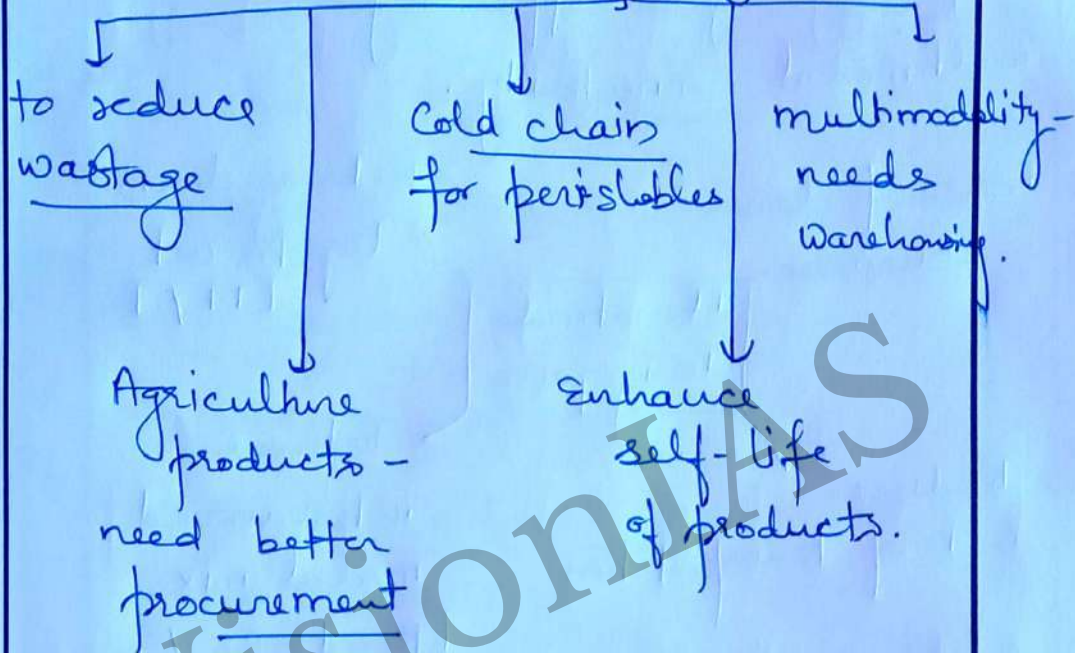 to reduce
wastage
Cold chain
for perishables
multimodality-
needs
warehousing.
Agriculture
products -
need better
procurement
Enhance
self-life
of products.
VisionIAS